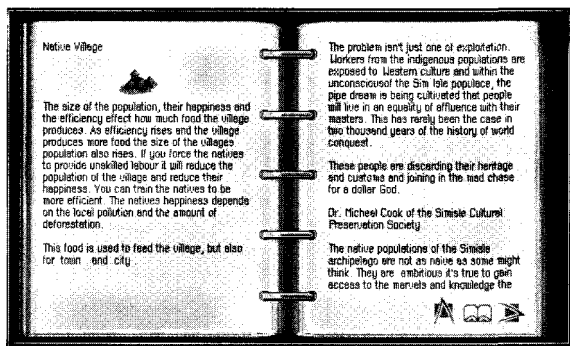 Native Village
The size of the population, their happiness and
the efficiency effect how much food the village
produces. As efficiency rises and the village
produces more food the size of the villages
population also rises. If you force the natives
to provide unskilled labour it will reduce the
population of the village and reduce their
happiness. You can train the natives to be
more efficient. The natives happiness depends
on the local pollution and the amount of
deforestation.
This food is used to feed the village, but also
for town and city
The problem isn't just one of exploitation.
Workers from the indigenous populations are
exposed to Western culture and within the
unconsciousof the Sim Isle populace, the
pipe dream is being cultivated that people
will live in an equality of affluence with their
masters. This has rarely been the case in
two thousand years of the history of world
conquest.
These people are discarding their heritage
and customs and joining in the mad chase
for a dollar God.
Dr. Michael Cook of the Simisle Cultural
Preservation Society
The native populations of the Simisle
archipelago are not as naive as some might
think. They are ambitious it's true to gain
access to the marvels and knowledge the